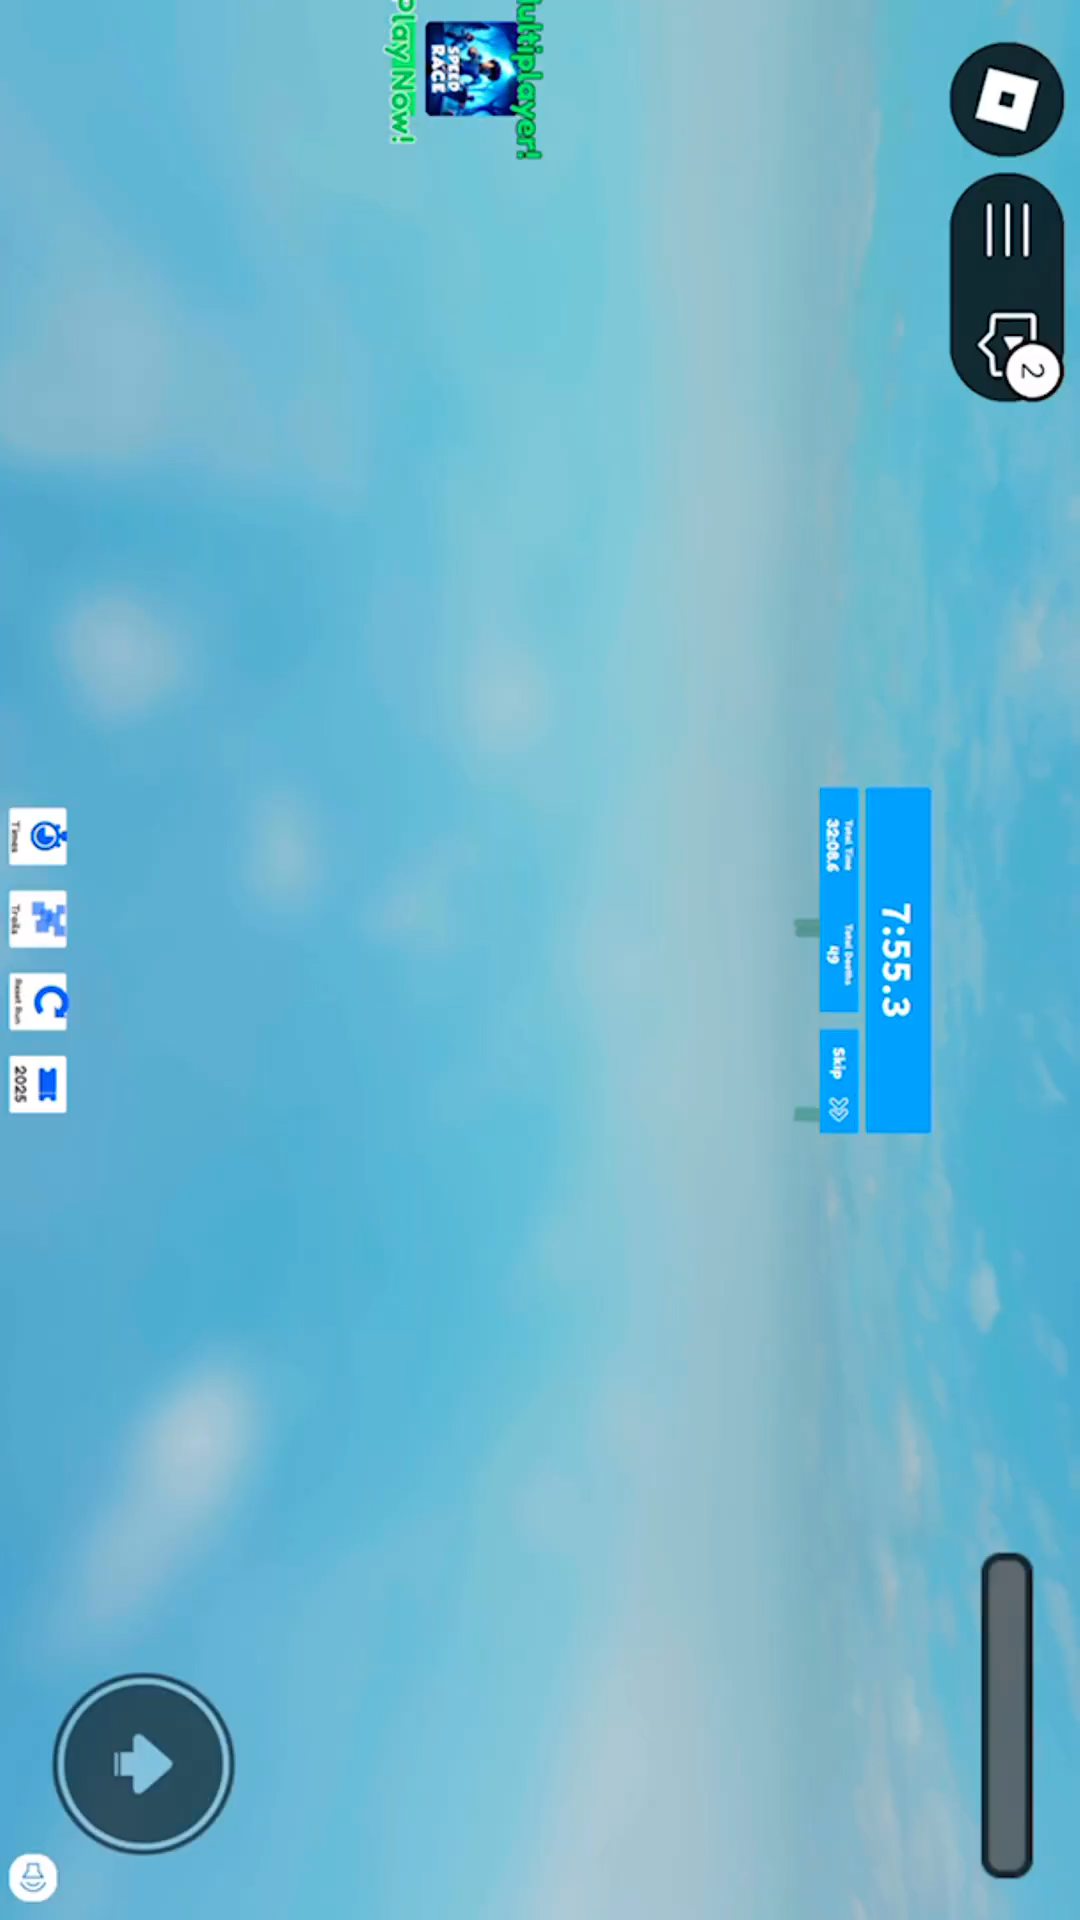 2
7:55.3
Total Time
32:08.6
Total Deaths
49
Skip
ultiplayer!
SPEED
RACE
Play Now!
Times
Trails
Reset Run
2025